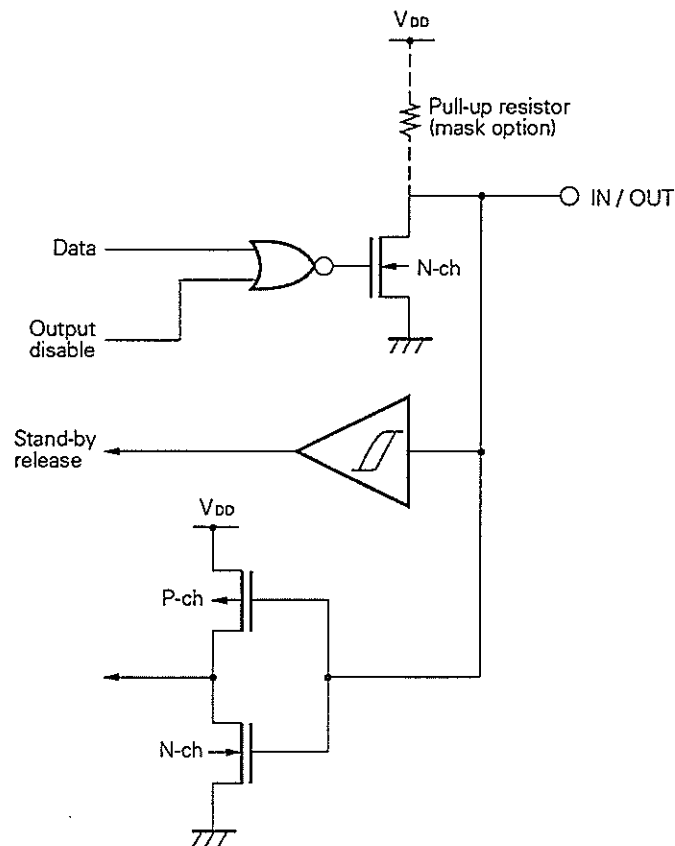 VDD
Pull-up resistor
(mask option)
IN / OUT
Data
N-ch
Output
disable
Stand-by
release
VDD
P-ch
N-ch